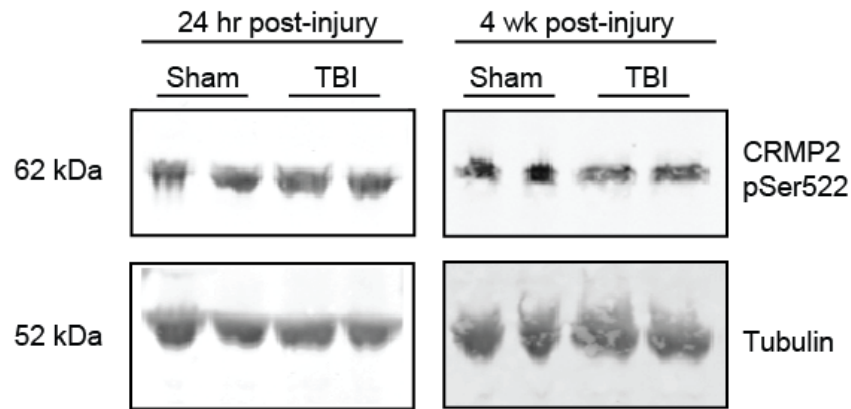 24 hr post-injury
4 wk post-injury
Sham
TBI
Sham
TBI
62 kDa
CRMP2
pSer522
52 kDa
Tubulin